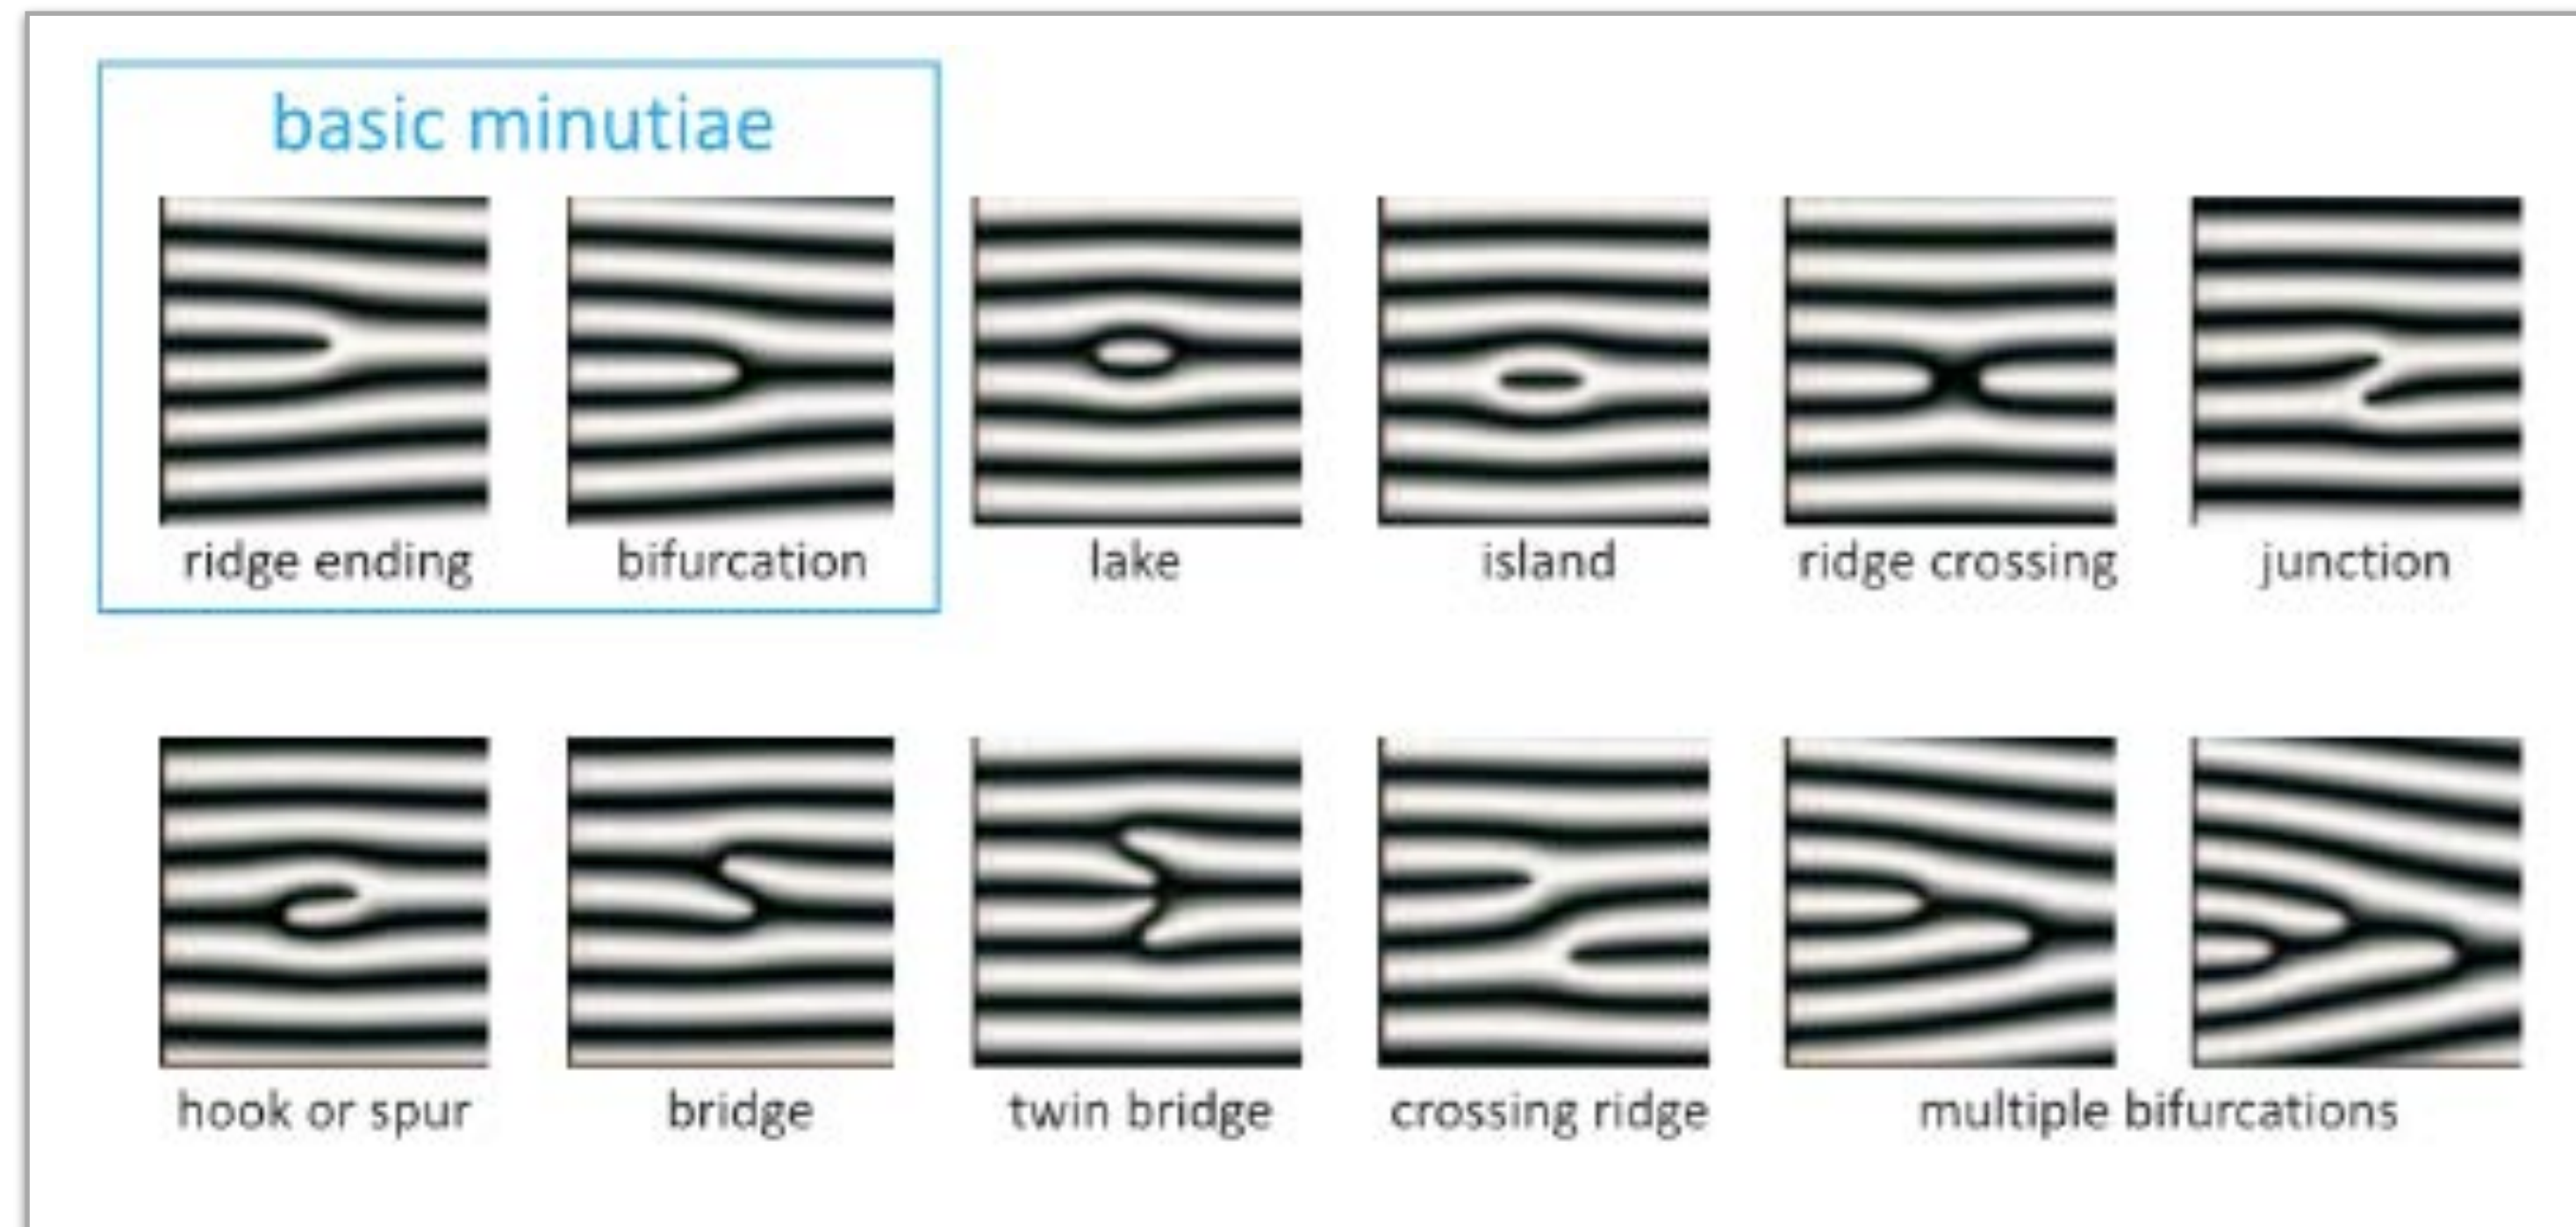 basic minutiae
ridge ending
bifurcation
lake
island
ridge crossing
junction
hook or spur
bridge
twin bridge
crossing ridge
multiple bifurcations